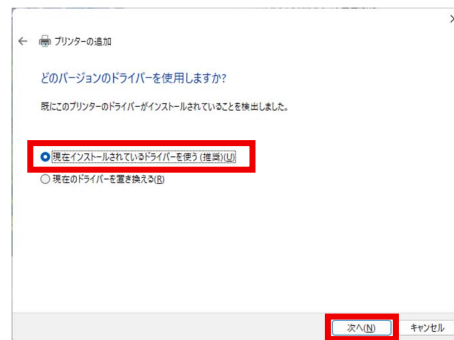 プリンターの追加
どのバージョンのドライバーを使用しますか?
既にこのプリンターのドライバーがインストールされていることを検出しました。
現在インストールされているドライバーを使う (推奨)(U)
現在のドライバーを置き換える(R)
次へ(N) キャンセル